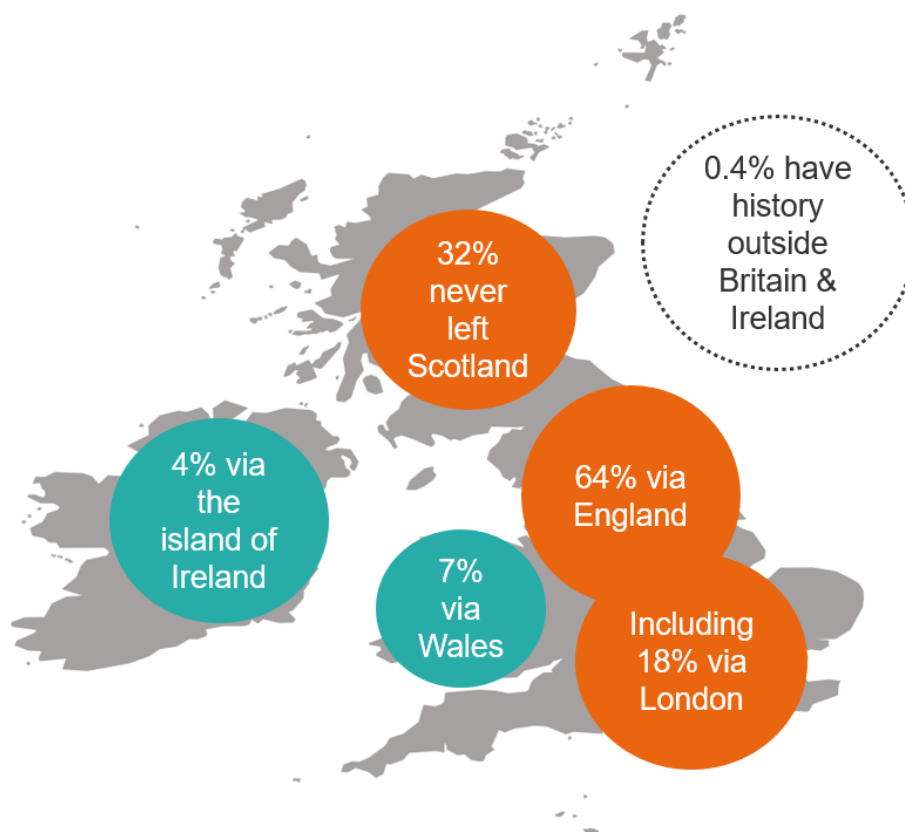 0.4% have
history
outside
Britain &
Ireland
32%
never
left
Scotland
4% via
the
island of
Ireland
64% via
England
7%
via
Wales
Including
18% via
London